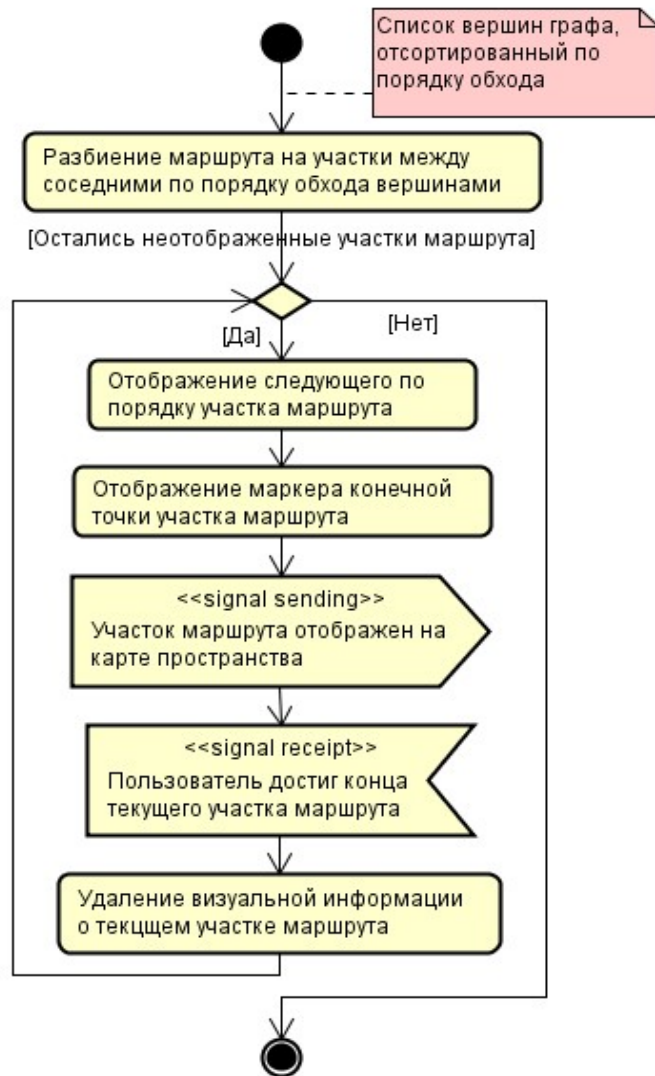 Список вершин графа,
отсортированный по
порядку обхода
Разбиение маршрута на участки между
соседними по порядку обхода вершинами
[Остались неотображенные участки маршрута]
[Да]
[Нет]
Отображение следующего по
порядку участка маршрута
Отображение маркера конечной
точки участка маршрута
<<signal sending>>
Участок маршрута отображен на
карте пространства
<<signal receipt>>
Пользователь достиг конца
текущего участка маршрута
Удаление визуальной информации
о текцщем участке маршрута